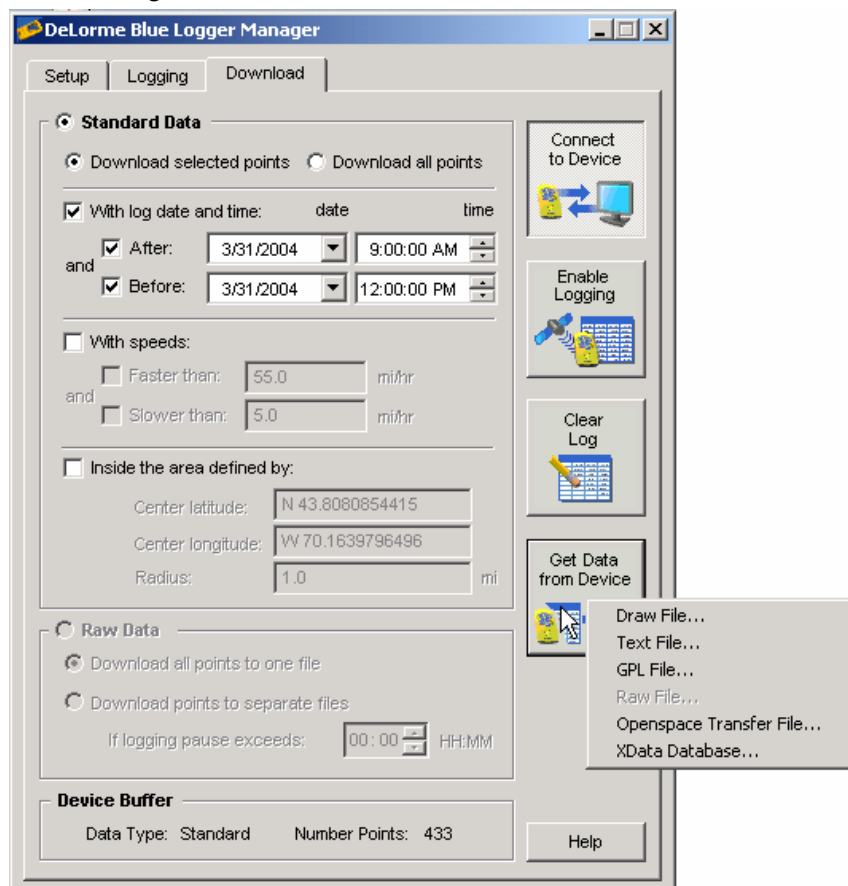 DeLorme Blue Logger Manager
Setup Logging Download
Standard Data
Download selected points Download all points
With log date and time: date time
and
After: 3/31/2004 9:00:00 AM
Before: 3/31/2004 12:00:00 PM
With speeds:
and
Faster than: 55.0 mi/hr
Slower than: 5.0 mi/hr
Inside the area defined by:
Center latitude: N 43.8080854415
Center longitude: W 70.1639796496
Radius: 1.0 mi
Raw Data
Download all points to one file
Download points to separate files
If logging pause exceeds: 00:00 HH:MM
Device Buffer
Data Type: Standard Number Points: 433
Connect
to Device
Enable
Logging
Clear
Log
Get Data
from Device
Draw File...
Text File...
GPL File...
Raw File...
Openspace Transfer File...
XData Database...
Help